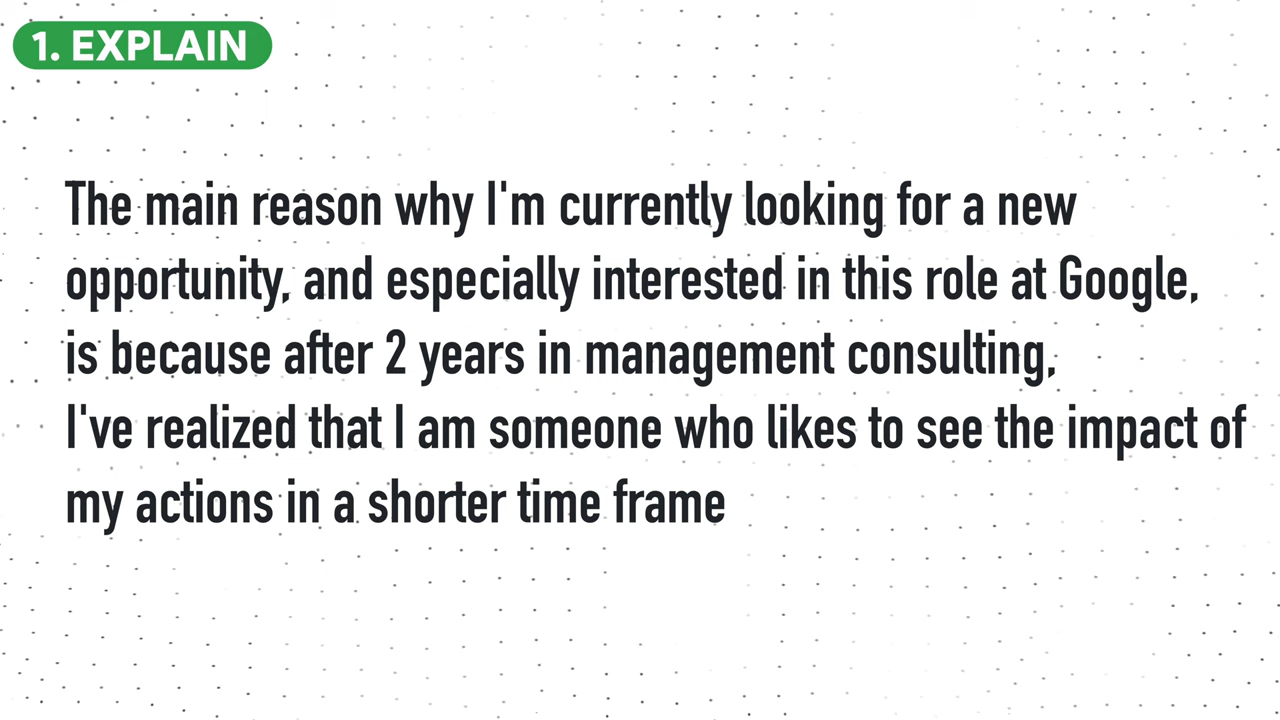 1. EXPLAIN
The main reason why I'm currently looking for a new
opportunity, and especially interested in this role at Google,
is because after 2 years in management consulting,
I've realized that I am someone who likes to see the impact of
my actions in a shorter time frame